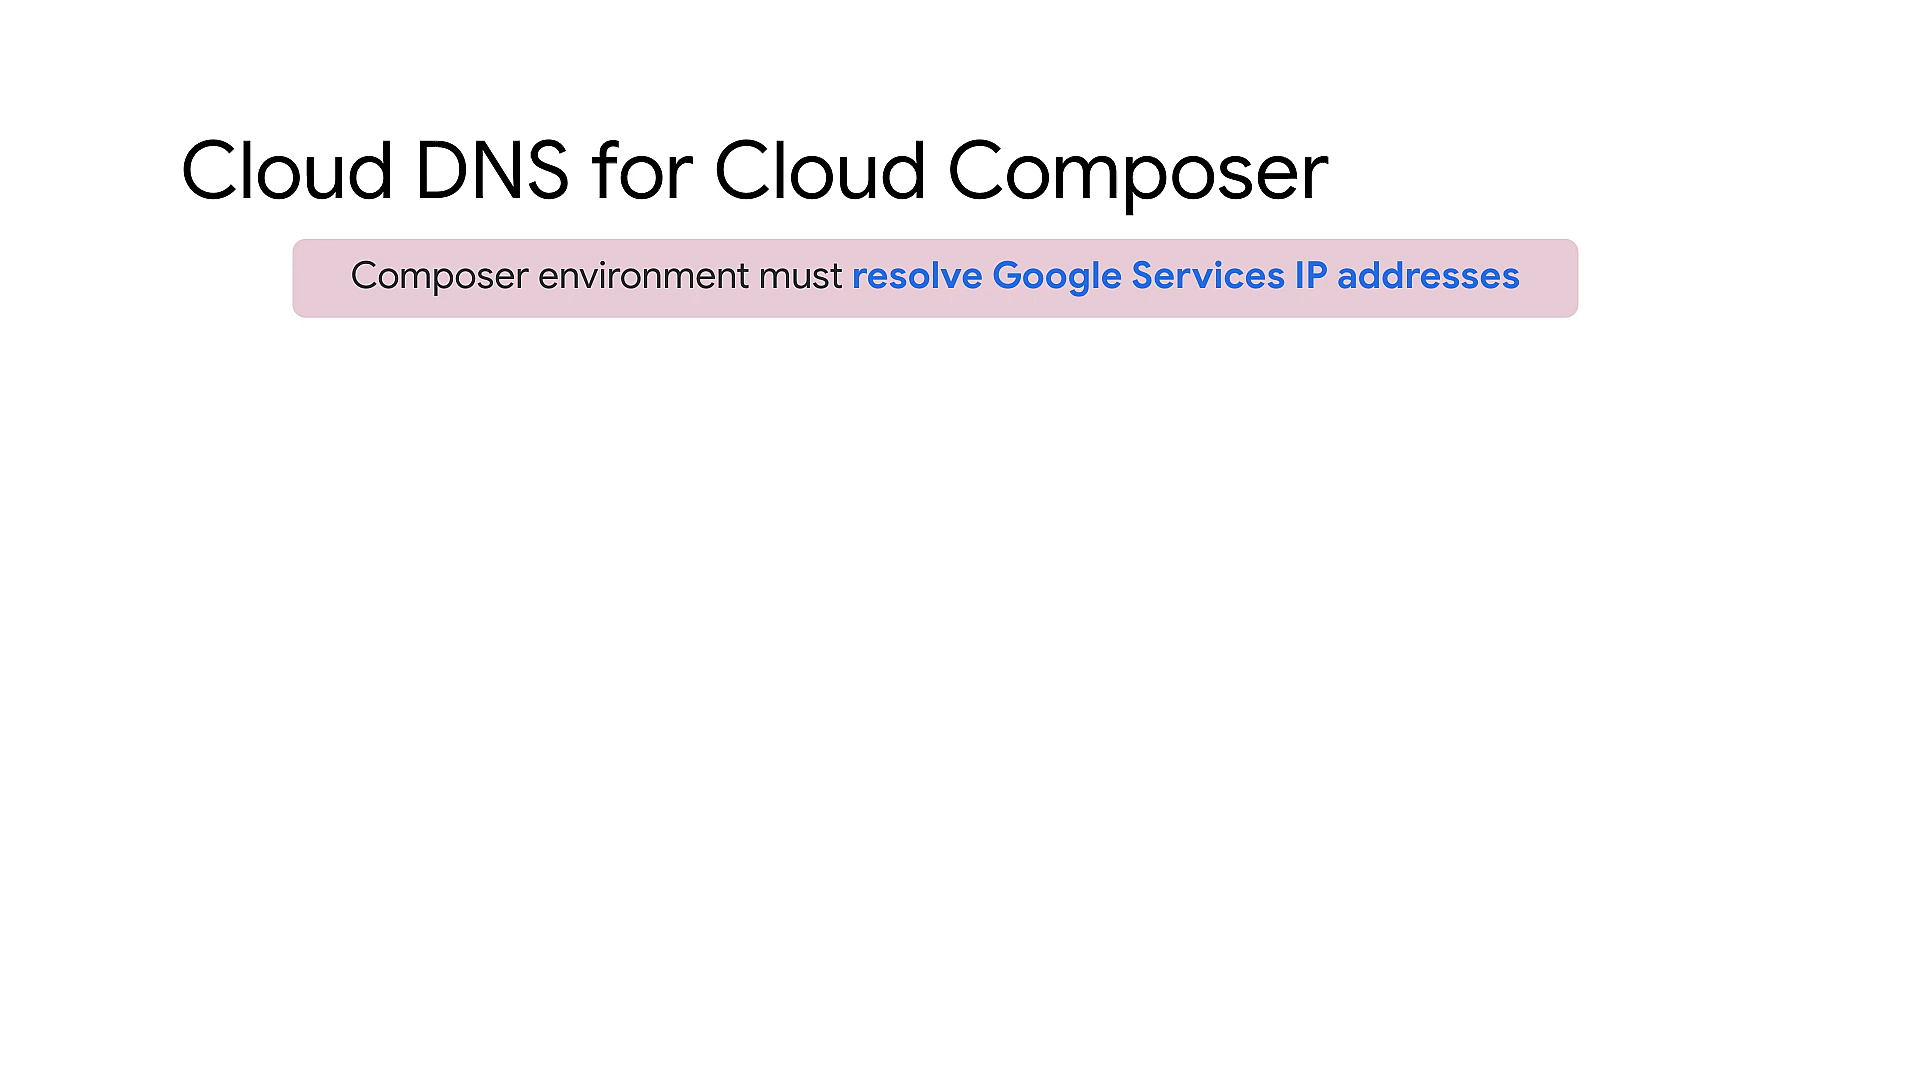 Cloud DNS for Cloud Composer
Composer environment must resolve Google Services IP addresses